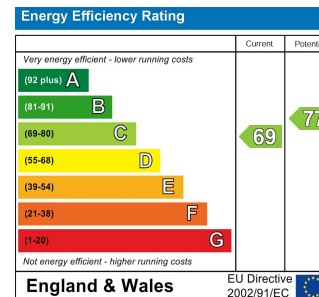 Energy Efficiency Rating
Current Potenti
Very energy efficient - lower running costs
(92 plus) A
(81-91) B
(69-80) C
(55-68) D
(39-54) E
(21-38) F
(1-20) G
69
77
Not energy efficient - higher running costs
England & Wales
EU Directive
2002/91/EC